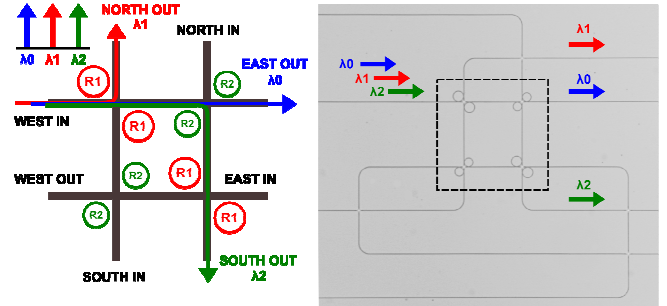 λ0 λ1 λ2
NORTH OUT
λ1
NORTH IN
R1
R2
EAST OUT
λ0
WEST IN
R1
R2
WEST OUT
R2
R1
EAST IN
R2
R1
SOUTH IN
SOUTH OUT
λ2
λ0
λ1
λ2
λ1
λ0
λ2